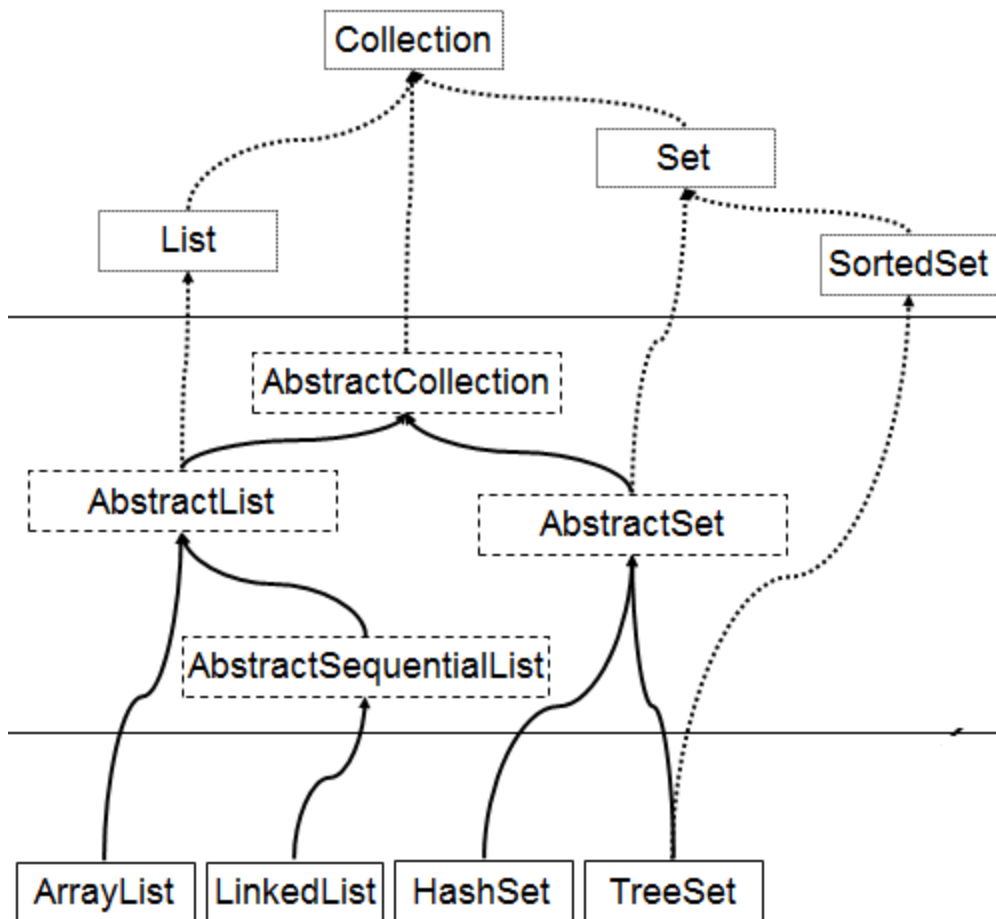 Collection
Set
List
SortedSet
AbstractCollection
AbstractList
AbstractSet
AbstractSequentialList
ArrayList
LinkedList
HashSet
TreeSet